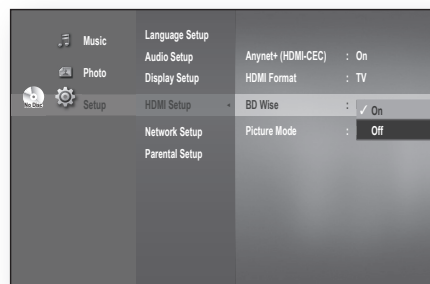 Music
Photo
No Disc
Setup
Language Setup
Audio Setup
Display Setup
HDMI Setup
Network Setup
Parental Setup
Anynet+ (HDMI-CEC) : On
HDMI Format : TV
BD Wise : ✓ On
Picture Mode : Off